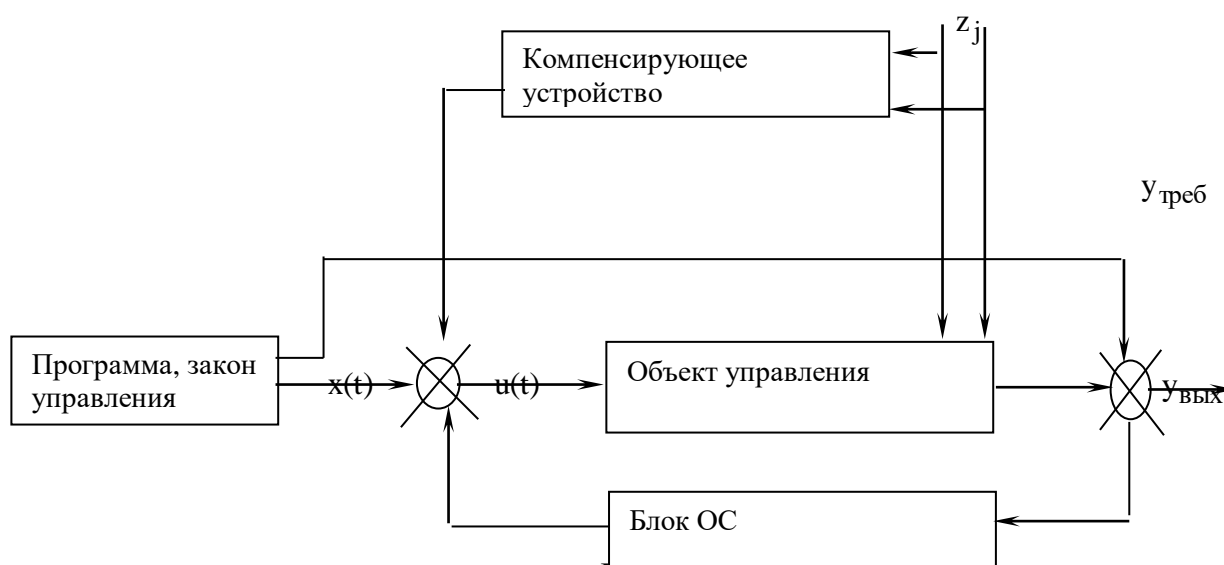 z j
Компенсирующее
устройство
y треб
Программа, закон
управления
x(t)
u(t)
Объект управления
y вых
Блок ОС